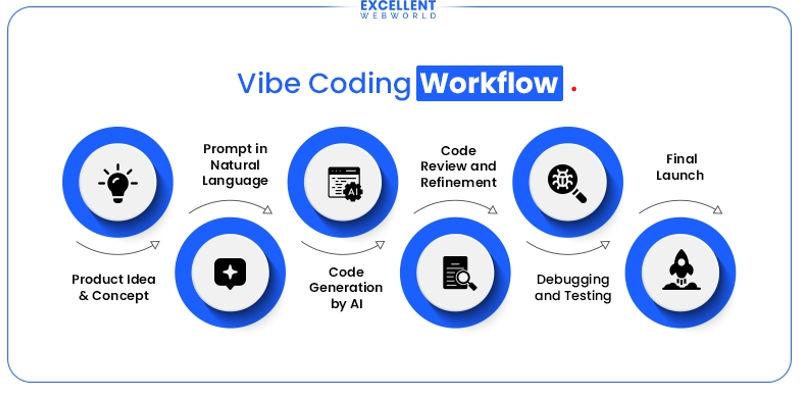 EXCELLENT
WEBWORLD
Vibe Coding Workflow.
Product Idea
& Concept
Prompt in
Natural
Language
AI
Code
Generation
by AI
Code
Review and
Refinement
Debugging
and Testing
Final
Launch